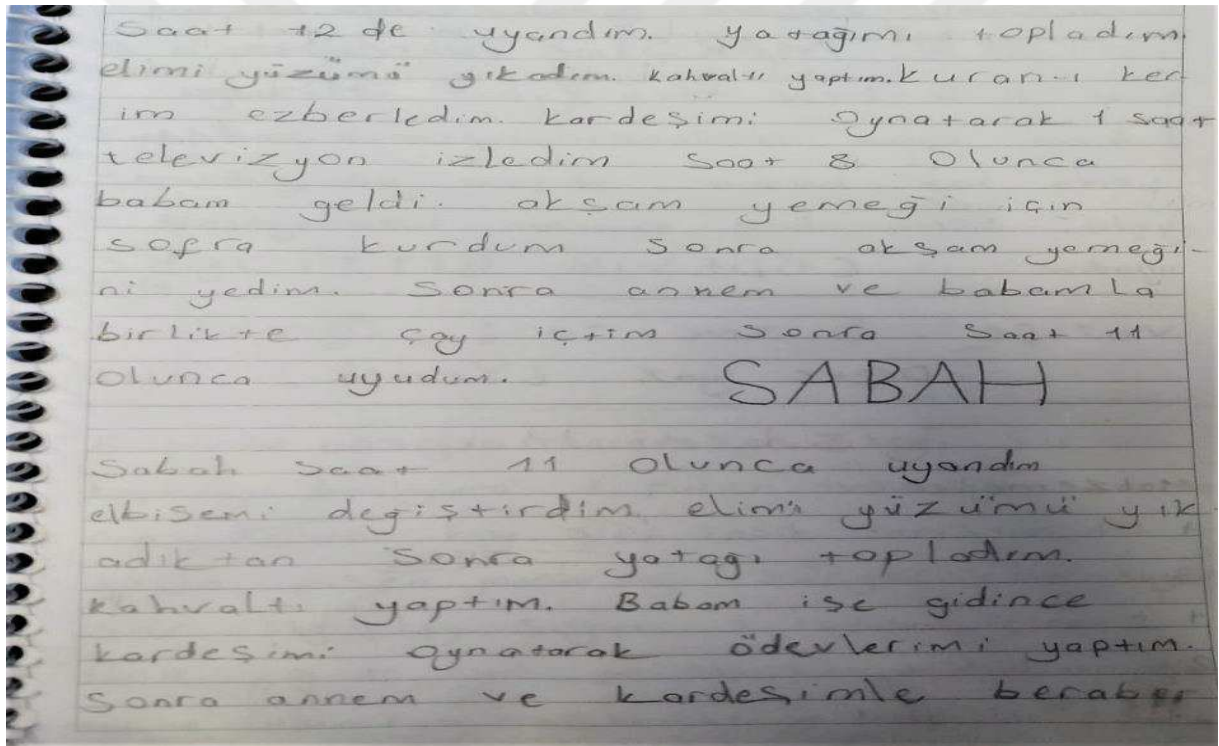 Saat 12 de uyandım. yatağımı topladım
elimi yüzümü yıkadım. kahvaltı yaptım. kuran-ı ker
im ezberledim. kardeşimi oynatarak 1 saat
televizyon izledim Saat 8 Olunca
babam geldi. akşam yemeği için
sofra kurdum Sonra akşam yemeği-
ni yedim. Sonra annem ve babamla
birlikte çay içtim Sonra Saat 11
Olunca uyudum. SABAH
Sabah Saat 11 Olunca uyandım
elbisemi degiştirdim elimi yüzümü yık
adıktan Sonra yatagı topladım.
kahvaltı yaptım. Babam işe gidince
kardeşimi oynatarak ödevlerimi yaptım.
Sonra annem ve kardeşimle beraber